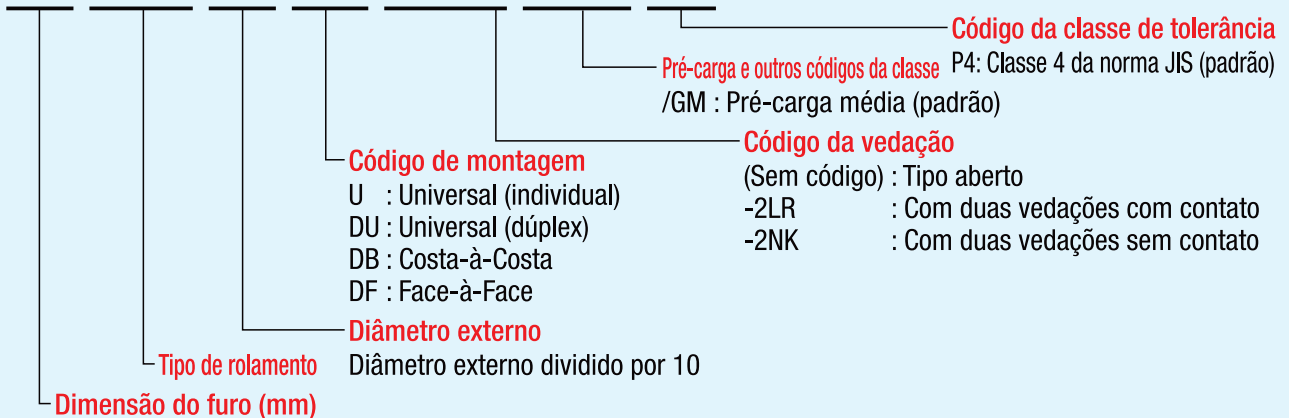 Código da classe de tolerância
P4: Classe 4 da norma JIS (padrão)
Pré-carga e outros códigos da classe
/GM : Pré-carga média (padrão)
Código da vedação
(Sem código) : Tipo aberto
-2LR : Com duas vedações com contato
-2NK : Com duas vedações sem contato
Código de montagem
U : Universal (individual)
DU : Universal (dúplex)
DB : Costa-à-Costa
DF : Face-à-Face
Diâmetro externo
Diâmetro externo dividido por 10
Tipo de rolamento
Dimensão do furo (mm)